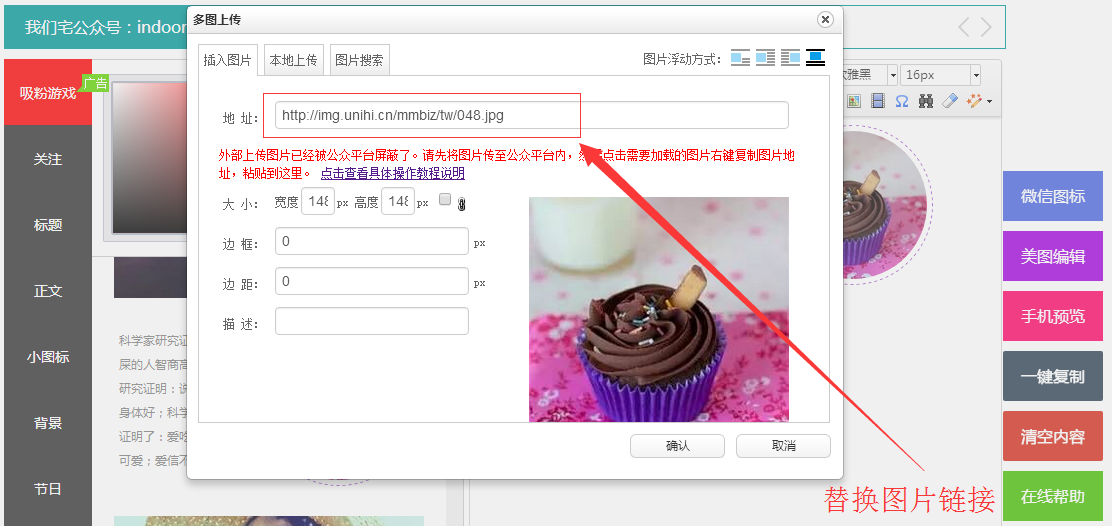 我们宅公众号：indoor
多图上传
插入图片 本地上传 图片搜索
图片浮动方式：
雅黑 16px
吸粉游戏
广告
关注
标题
正文
小图标
背景
节日
地 址：
http://img.unihi.cn/mmbiz/tw/048.jpg
外部上传图片已经被公众平台屏蔽了。请先将图片传至公众平台内，然后点击需要加载的图片右键复制图片地
址，粘贴到这里。 点击查看具体操作教程说明
大 小： 宽度 148 px 高度 148 px
边 框： 0 px
边 距： 0 px
描 述：
确认 取消
科学家研究证
屎的人智商高
研究证明：说
身体好；科学
证明了：爱吃
可爱；爱信不
微信图标
美图编辑
手机预览
一键复制
清空内容
在线帮助
替换图片链接